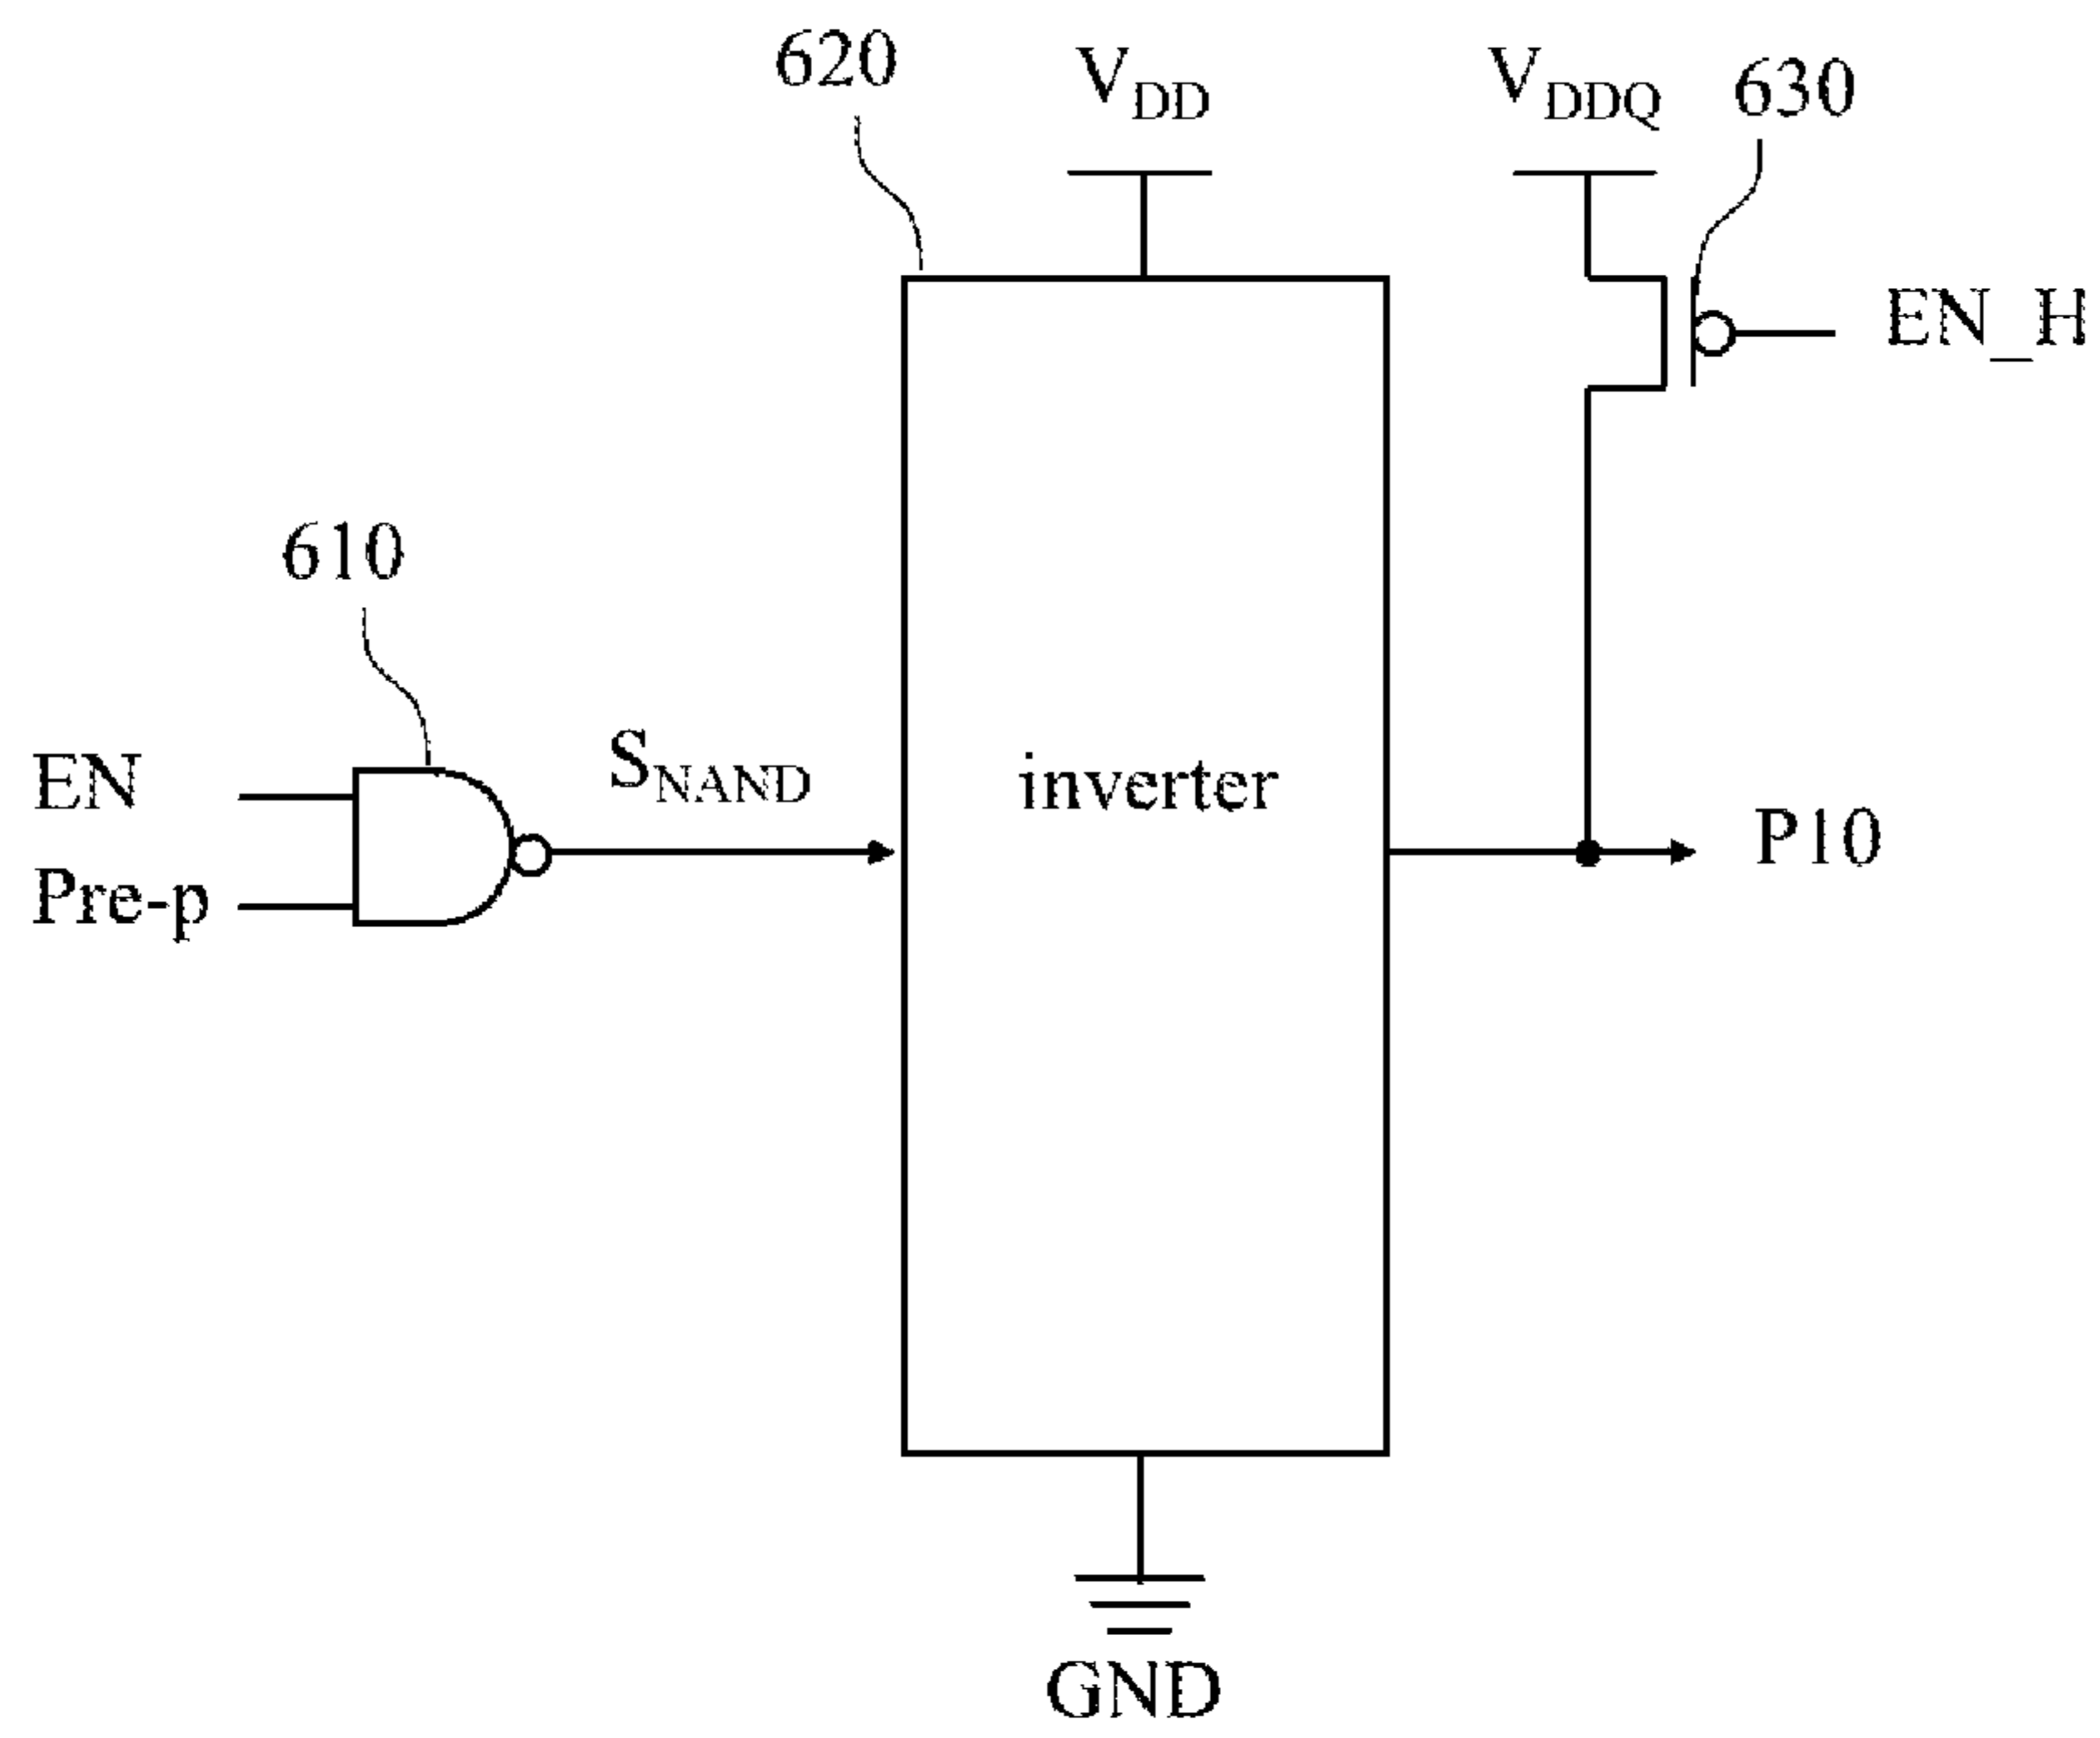 620
VDD
VDDQ
630
EN_H
610
EN
SNAND
inverter
P10
Pre-p
GND